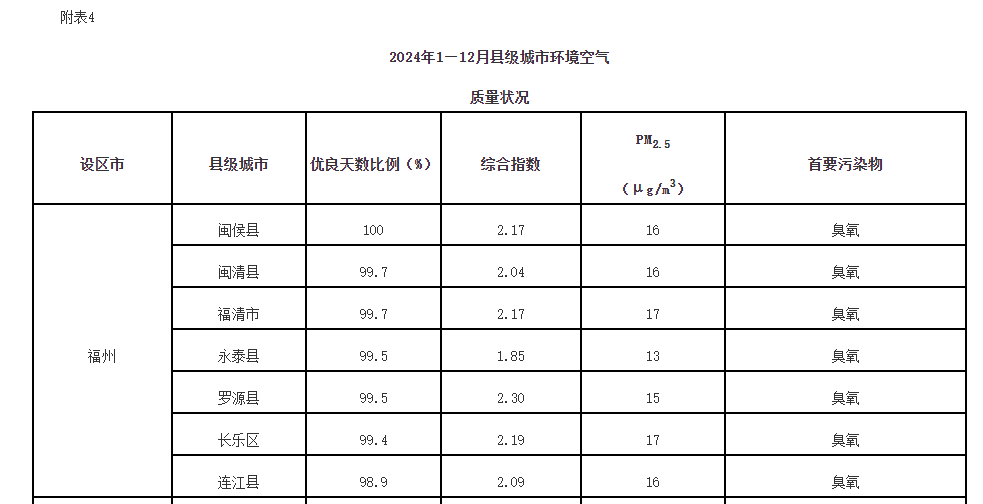 附表4
2024年1－12月县级城市环境空气
质量状况
设区市 县级城市 优良天数比例（%） 综合指数 PM2.5（μg/m3） 首要污染物
福州 闽侯县 100 2.17 16 臭氧
闽清县 99.7 2.04 16 臭氧
福清市 99.7 2.17 17 臭氧
永泰县 99.5 1.85 13 臭氧
罗源县 99.5 2.30 15 臭氧
长乐区 99.4 2.19 17 臭氧
连江县 98.9 2.09 16 臭氧